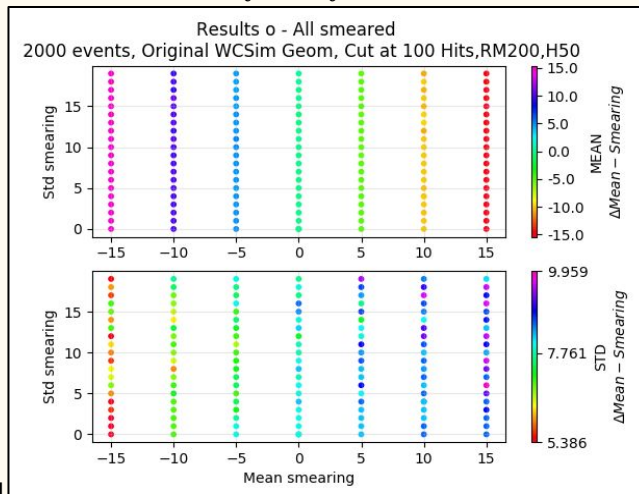 Results o - All smeared
2000 events, Original WCSim Geom, Cut at 100 Hits,RM200,H50
Std smearing
15
10
5
0
−15 −10 −5 0 5 10 15
15.0
10.0
5.0
0.0
-5.0
-10.0
-15.0
MEAN
ΔMean − Smearing
Std smearing
15
10
5
0
−15 −10 −5 0 5 10 15
Mean smearing
9.959
7.761
5.386
STD
ΔMean − Smearing